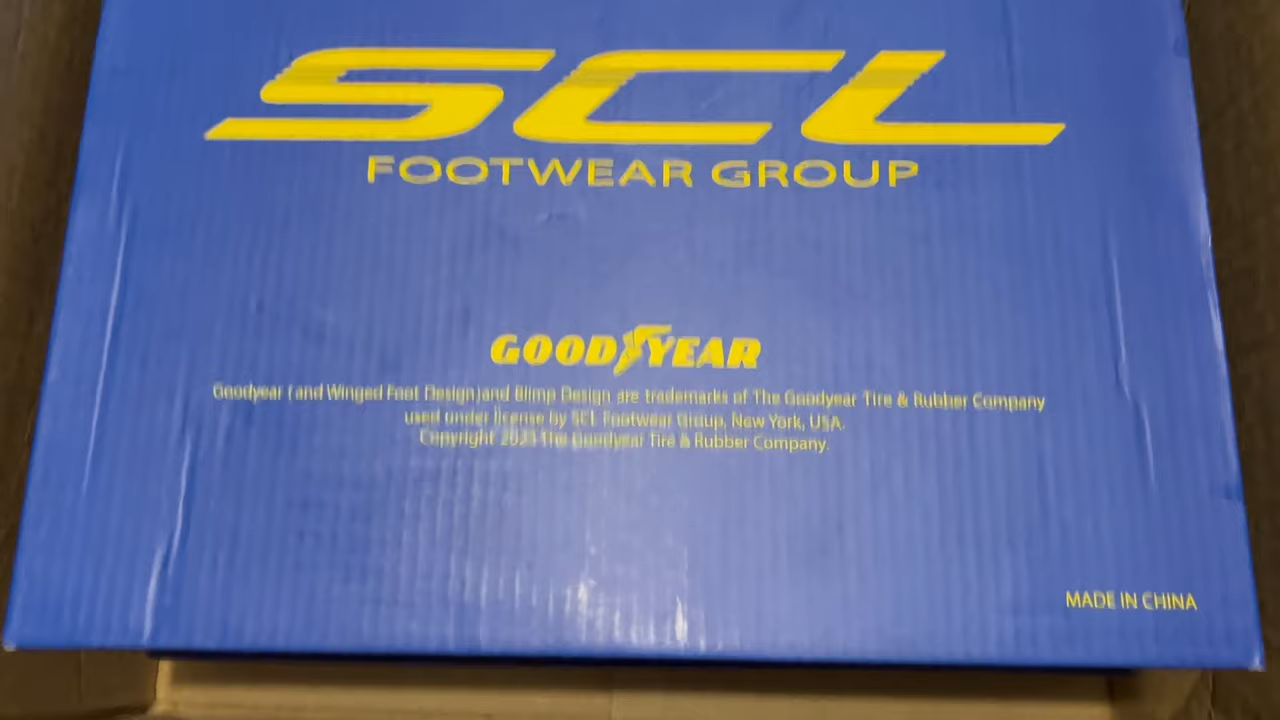 SCL
FOOTWEAR GROUP
GOODYEAR
Goodyear (and Winged Foot Design)and Blimp Design are trademarks of The Goodyear Tire & Rubber Company
used under license by SCL Footwear Group, New York, USA.
Copyright The Goodyear Tire & Rubber Company.
MADE IN CHINA